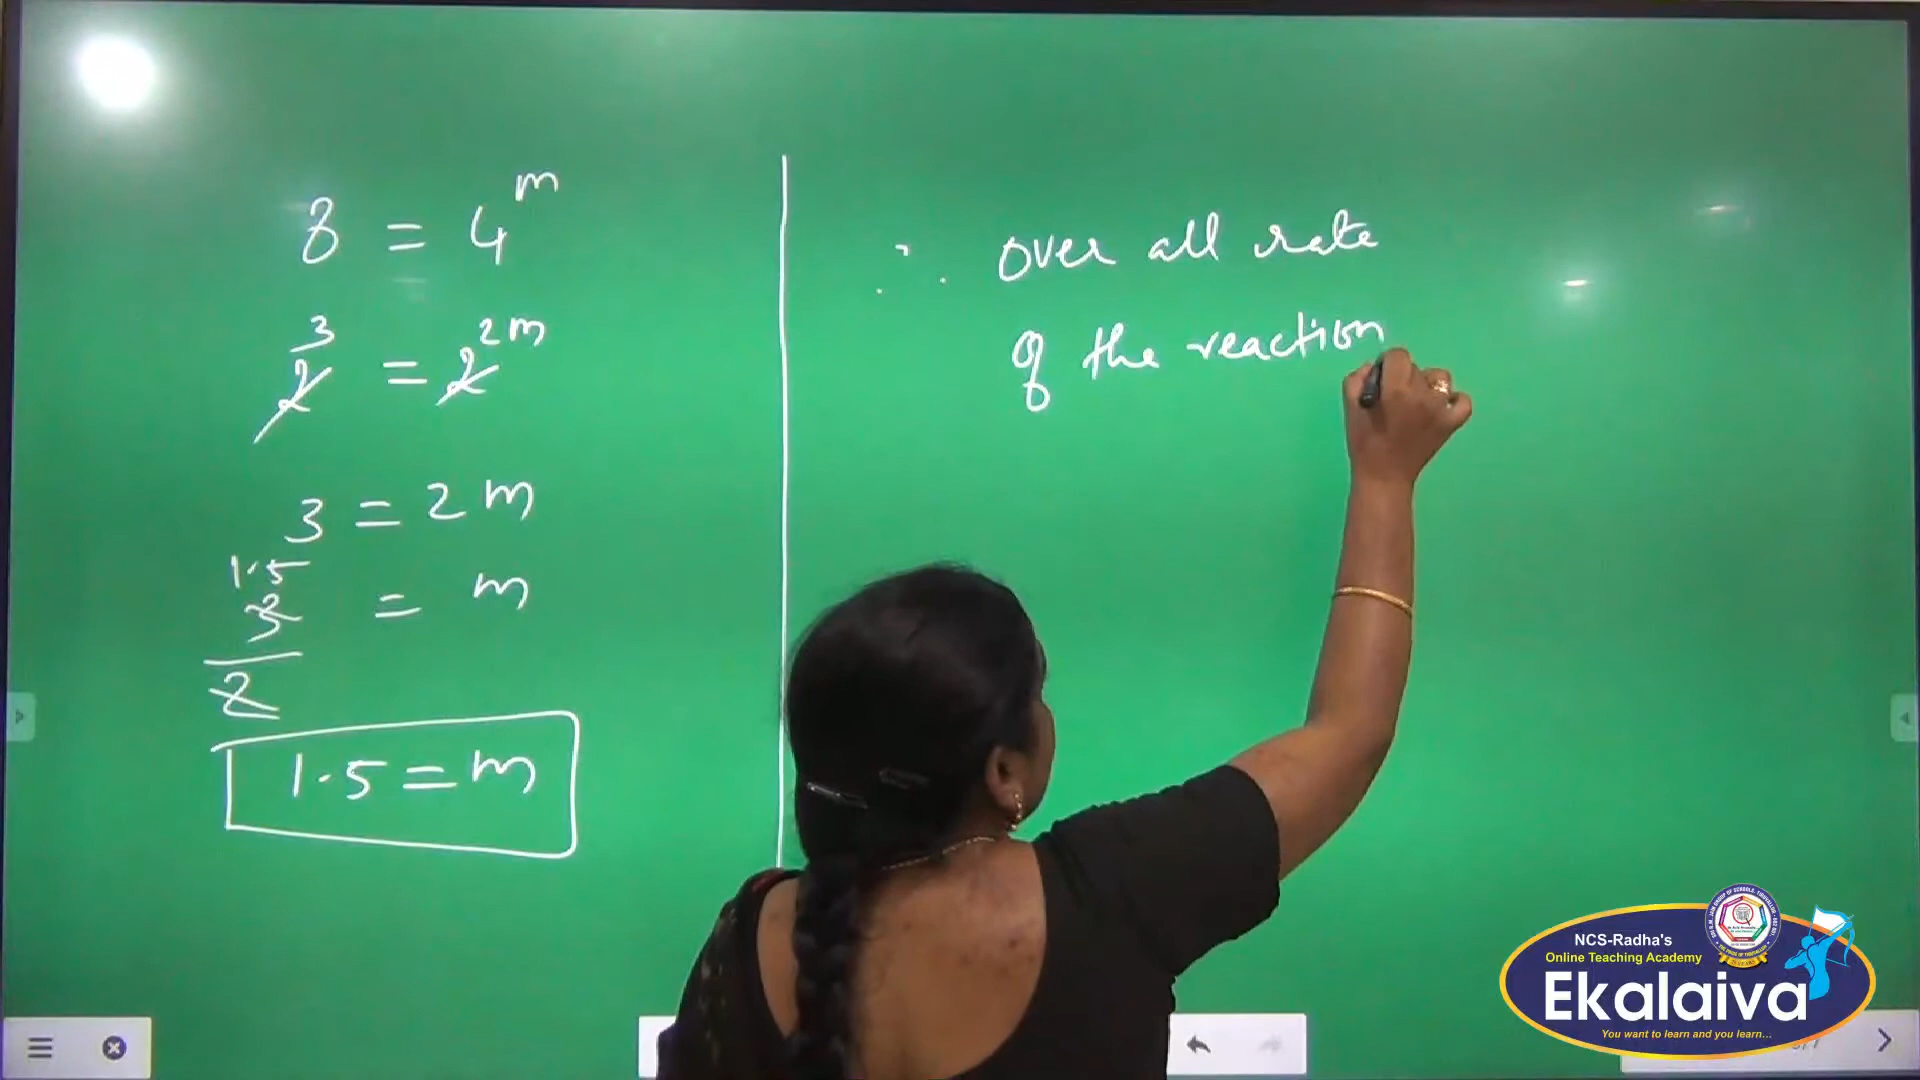 8 = 4^m
2^3 = 2^2m
3 = 2m
1.5
3/2 = m
1.5 = m
∴ over all rate
of the reaction
NCS-Radha's
Online Teaching Academy
Ekalaiva
You want to learn and you learn...